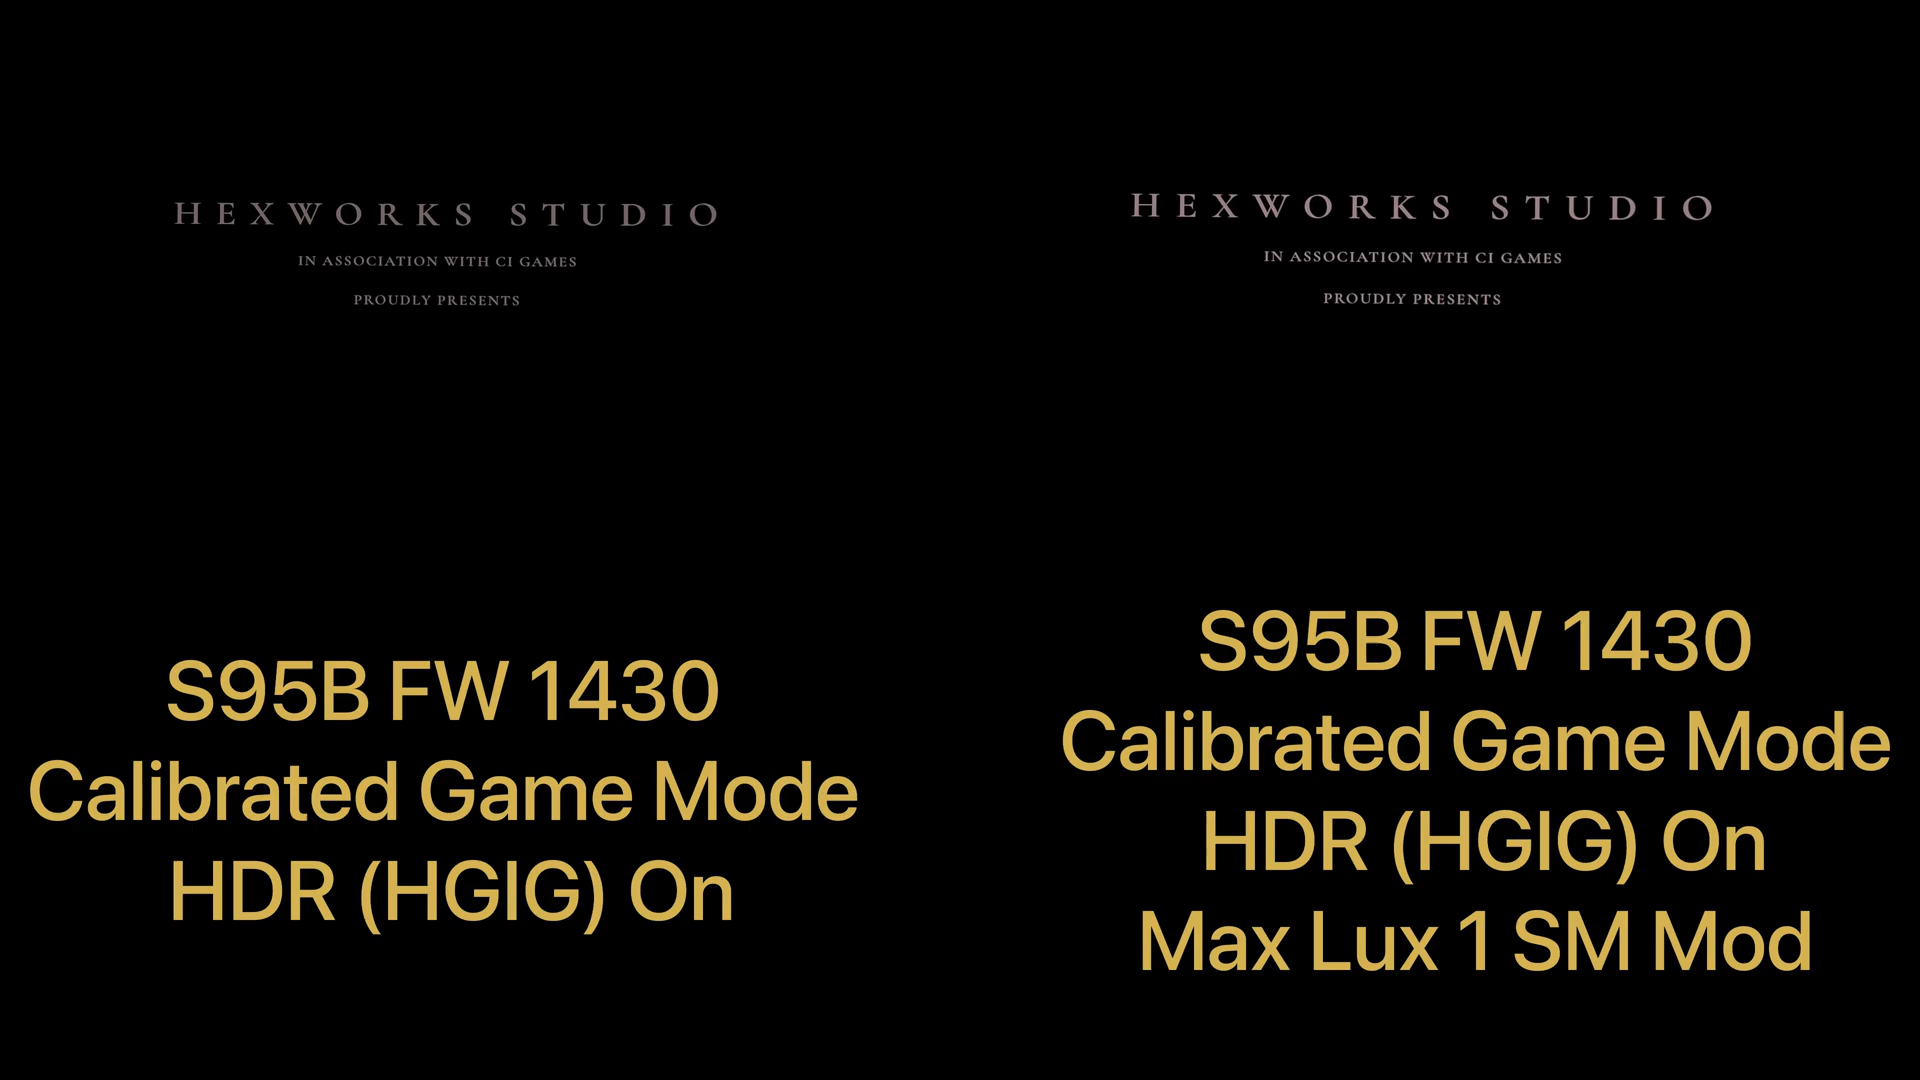 HEXWORKS STUDIO
IN ASSOCIATION WITH CI GAMES
PROUDLY PRESENTS
S95B FW 1430
Calibrated Game Mode
HDR (HGIG) On
HEXWORKS STUDIO
IN ASSOCIATION WITH CI GAMES
PROUDLY PRESENTS
S95B FW 1430
Calibrated Game Mode
HDR (HGIG) On
Max Lux 1 SM Mod